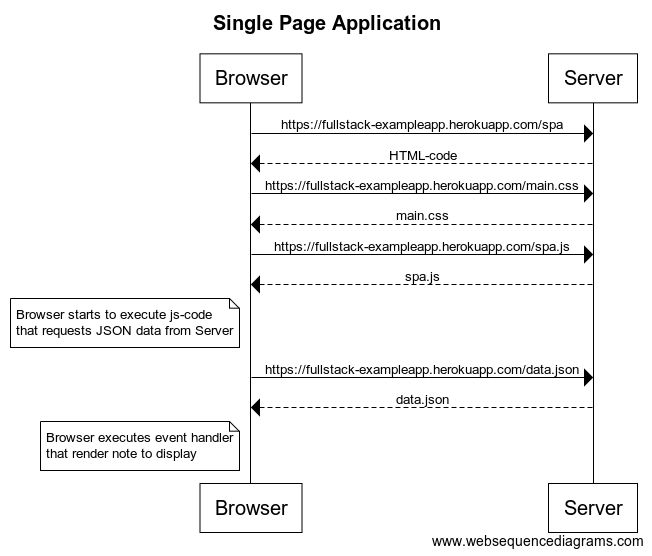 Single Page Application
Browser
Server
https://fullstack-exampleapp.herokuapp.com/spa
HTML-code
https://fullstack-exampleapp.herokuapp.com/main.css
main.css
https://fullstack-exampleapp.herokuapp.com/spa.js
spa.js
Browser starts to execute js-code
that requests JSON data from Server
https://fullstack-exampleapp.herokuapp.com/data.json
data.json
Browser executes event handler
that render note to display
Browser
Server
www.websequencediagrams.com